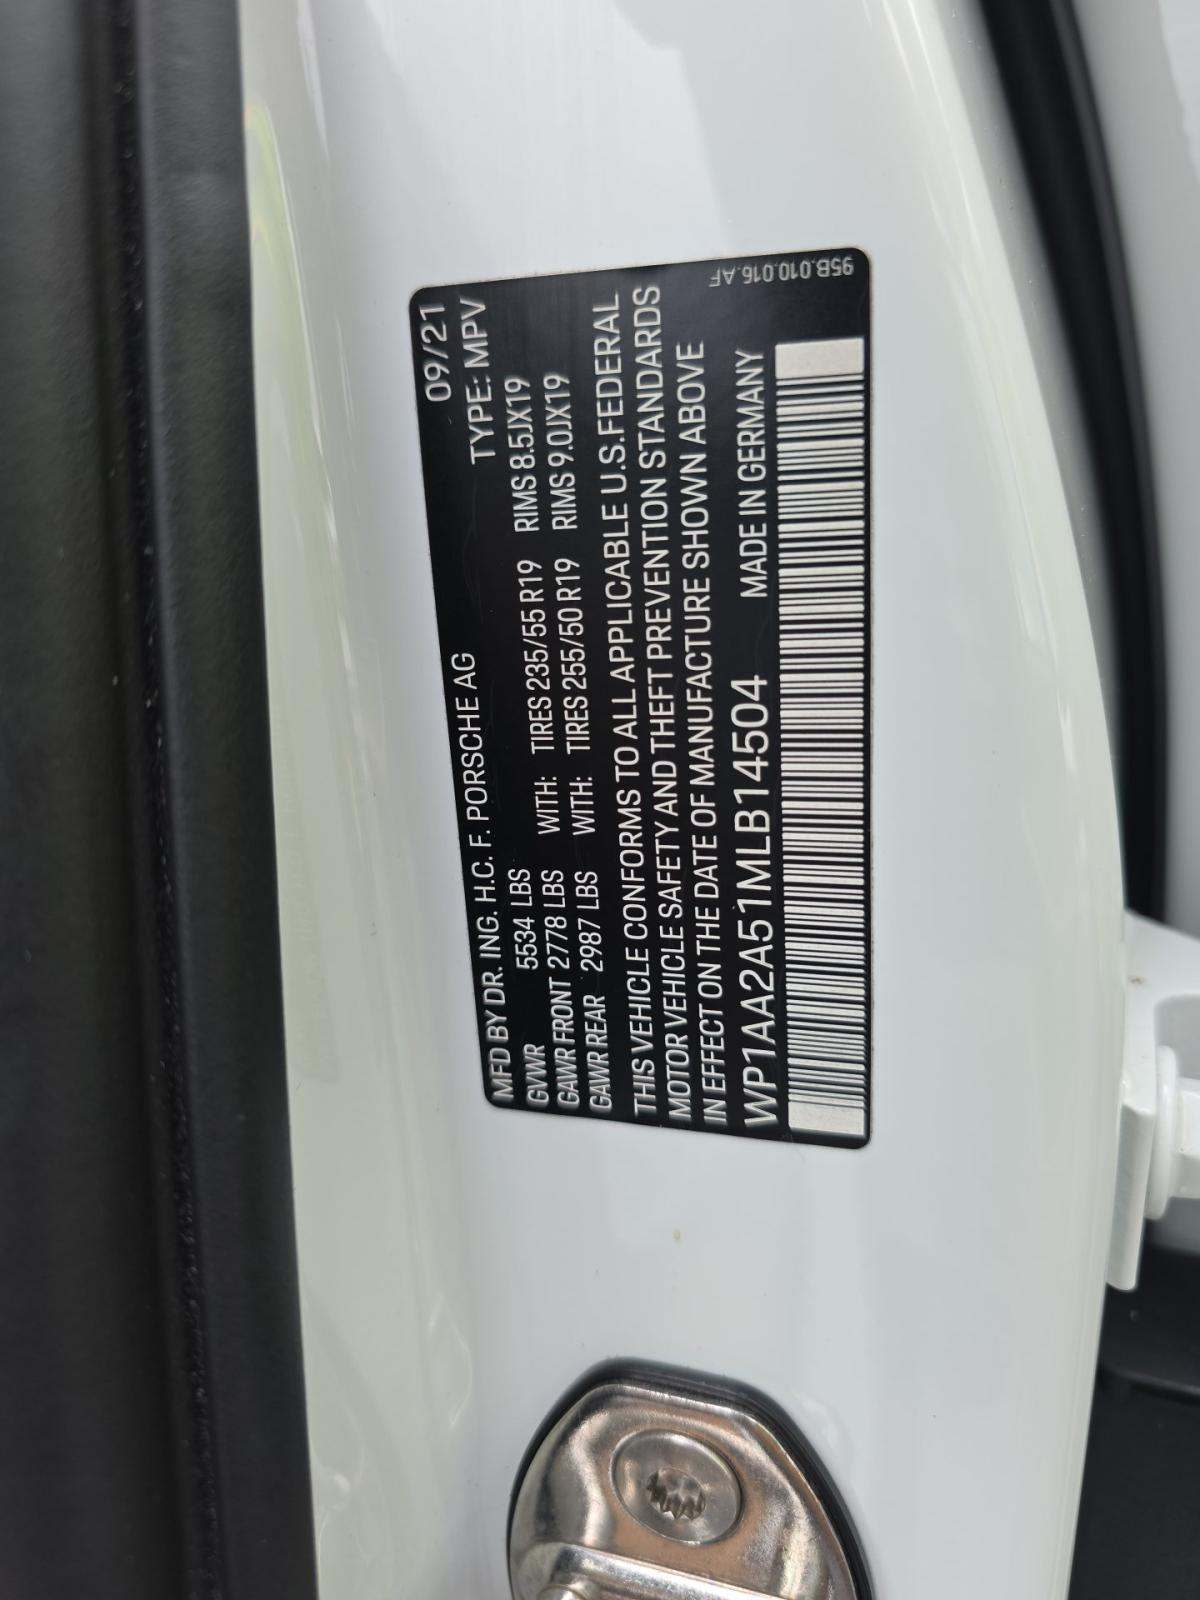 09/21
MFD BY DR. ING. H.C. F. PORSCHE AG TYPE: MPV
GVWR 5534 LBS WITH: TIRES 235/55 R19 RIMS 8.5JX19
GAWR FRONT 2778 LBS WITH: TIRES 255/50 R19 RIMS 9.0JX19
GAWR REAR 2987 LBS
THIS VEHICLE CONFORMS TO ALL APPLICABLE U.S.FEDERAL
MOTOR VEHICLE SAFETY AND THEFT PREVENTION STANDARDS
IN EFFECT ON THE DATE OF MANUFACTURE SHOWN ABOVE
WP1AA2A51MLB14504 MADE IN GERMANY
95B.010.016.AF